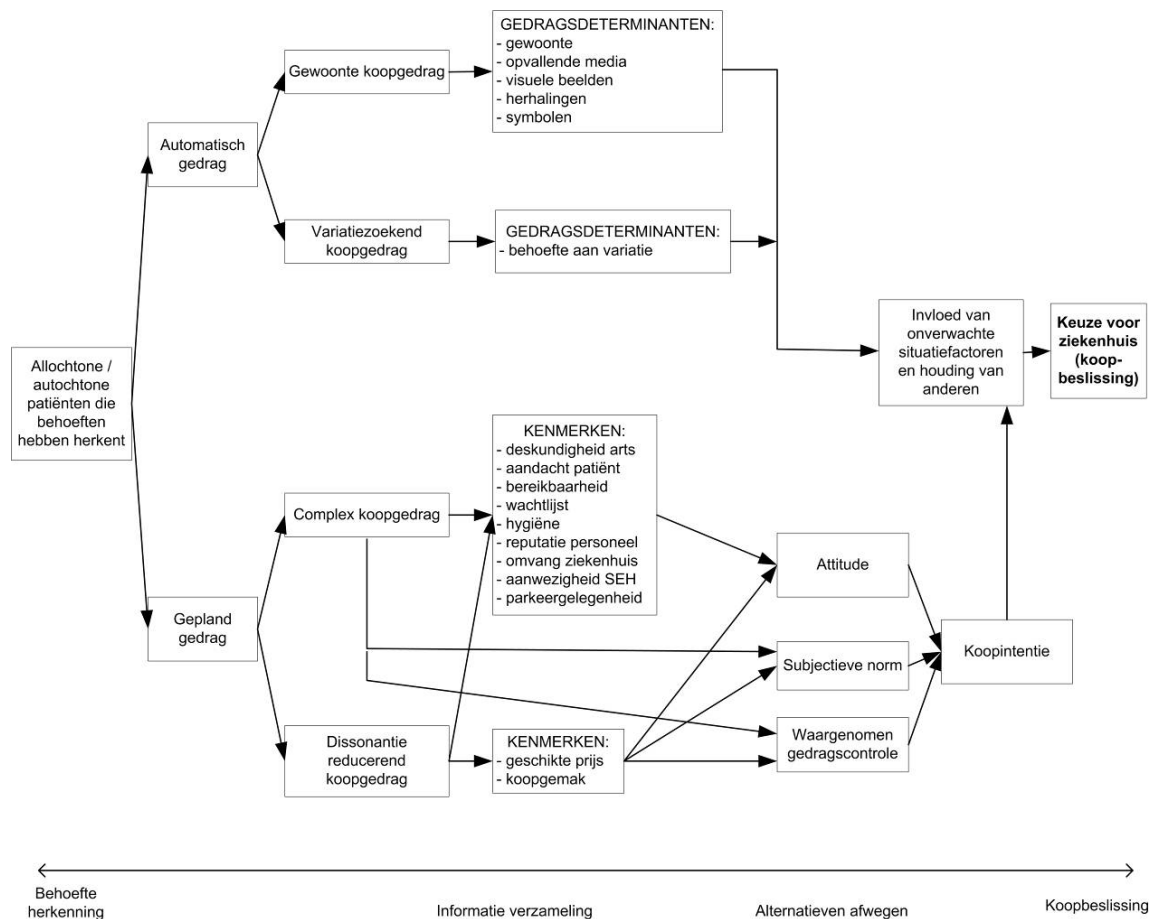 GEDRAGSDETERMINANTEN:
- gewoonte
- opvallende media
- visuele beelden
- herhalingen
- symbolen
Gewoonte koopgedrag
Automatisch
gedrag
Variatiezoekend
koopgedrag
GEDRAGSDETERMINANTEN:
- behoefte aan variatie
Invloed van
onverwachte
situatiefactoren
en houding van
anderen
Keuze voor
ziekenhuis
(koop-
beslissing)
Allochtone /
autochtone
patiënten die
behoeften
hebben herkent
KENMERKEN:
- deskundigheid arts
- aandacht patiënt
- bereikbaarheid
- wachtlijst
- hygiëne
- reputatie personeel
- omvang ziekenhuis
- aanwezigheid SEH
- parkeergelegenheid
Complex koopgedrag
Attitude
Gepland
gedrag
Koopintentie
Subjectieve norm
Waargenomen
gedragscontrole
Dissonantie
reducerend
koopgedrag
KENMERKEN:
- geschikte prijs
- koopgemak
Behoefte
herkenning
Informatie verzameling
Alternatieven afwegen
Koopbeslissing